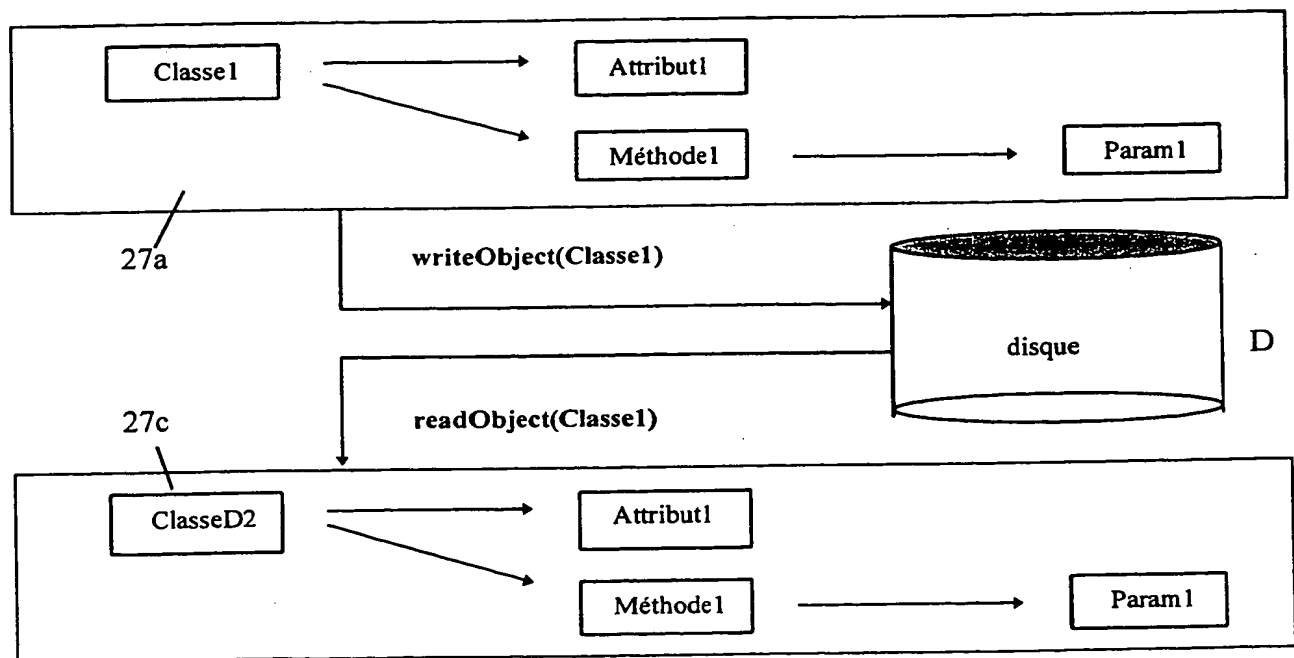 Classe1
Attribut1
Méthode1
Param1
27a
writeObject(Classe1)
disque
D
readObject(Classe1)
27c
ClasseD2
Attribut1
Méthode1
Param1